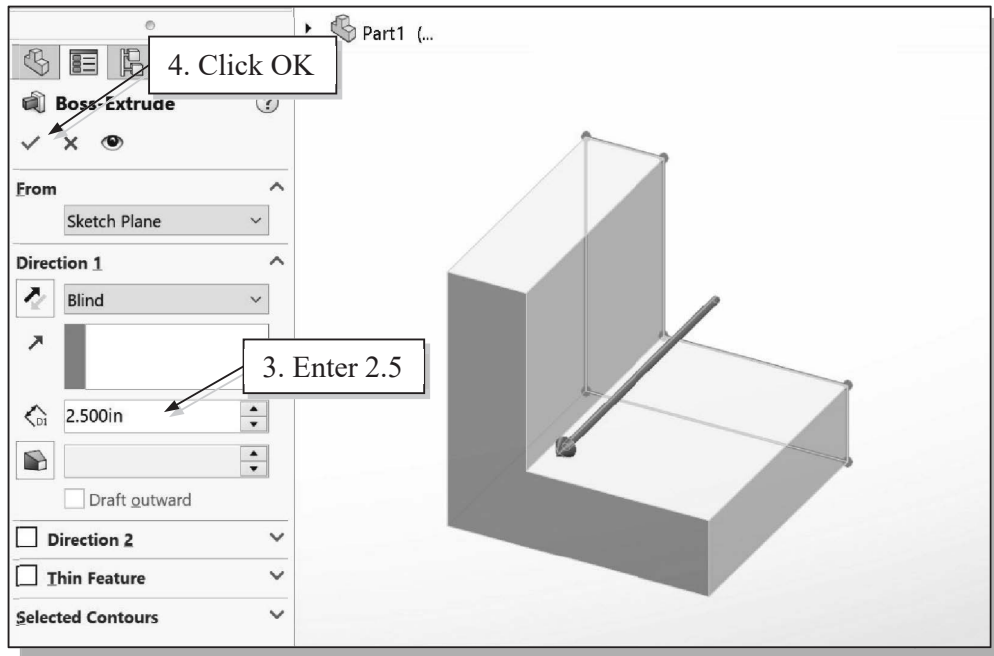 Part1 (...
4. Click OK
Boss-Extrude
?
From
Sketch Plane
Direction 1
Blind
3. Enter 2.5
D1
2.500in
Draft outward
Direction 2
Thin Feature
Selected Contours